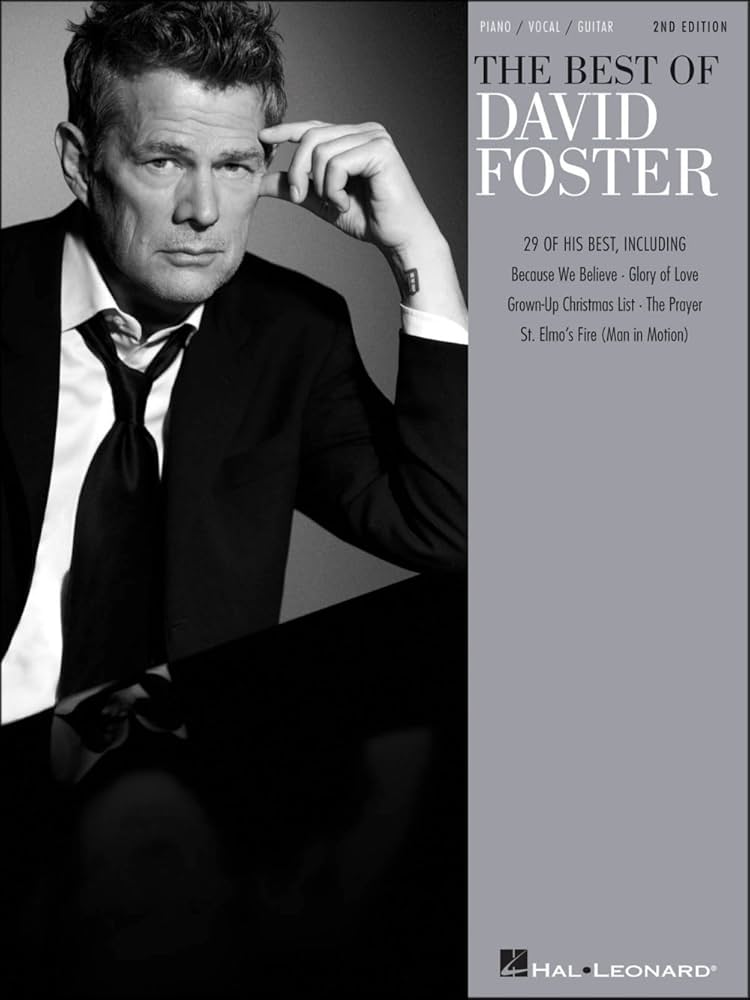 PIANO / VOCAL / GUITAR 2ND EDITION
THE BEST OF
DAVID
FOSTER
29 OF HIS BEST, INCLUDING
Because We Believe · Glory of Love
Grown-Up Christmas List · The Prayer
St. Elmo's Fire (Man in Motion)
HAL•LEONARD®